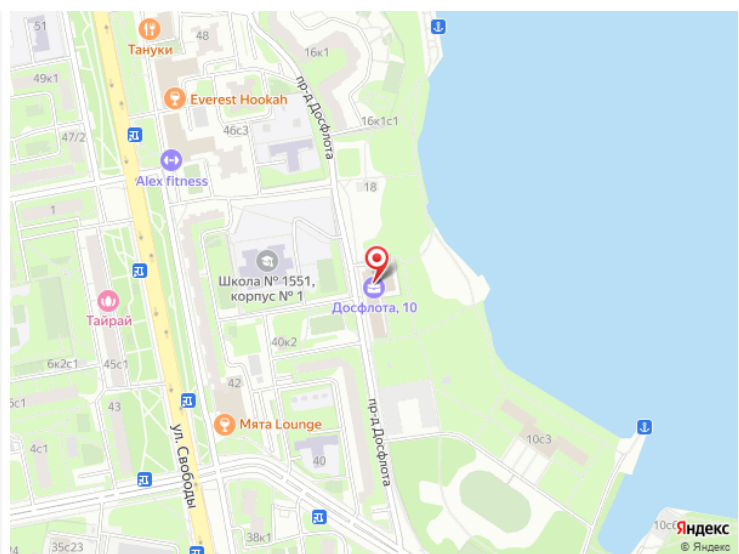 51
48
Тануки
16к1
49к1
Everest Hookah
пр-д Досфлота
16к1с1
47/2
46с3
Alex fitness
18
1
Школа № 1551,
корпус № 1
Досфлота, 10
Тайрай
40к2
6к2с1
45с1
42
43
Мята Lounge
пр-д Досфлота
4с1
ул. Свободы
40
10с3
38к1
35с23
24
Яндекс
© Яндекс